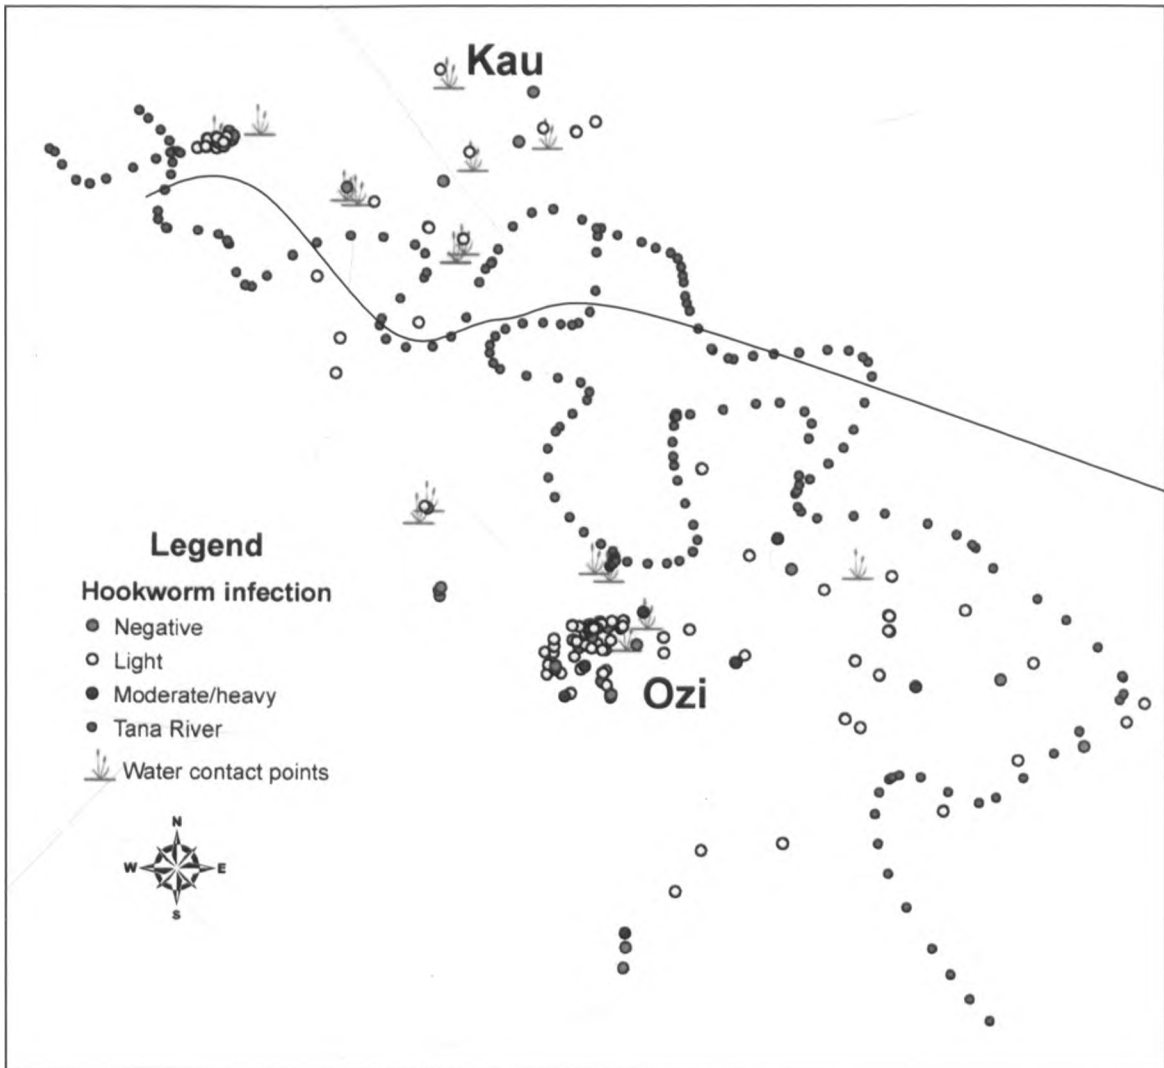 Kau
Legend
Hookworm infection
Negative
Light
Moderate/heavy
Tana River
Water contact points
Ozi
N
W E
S